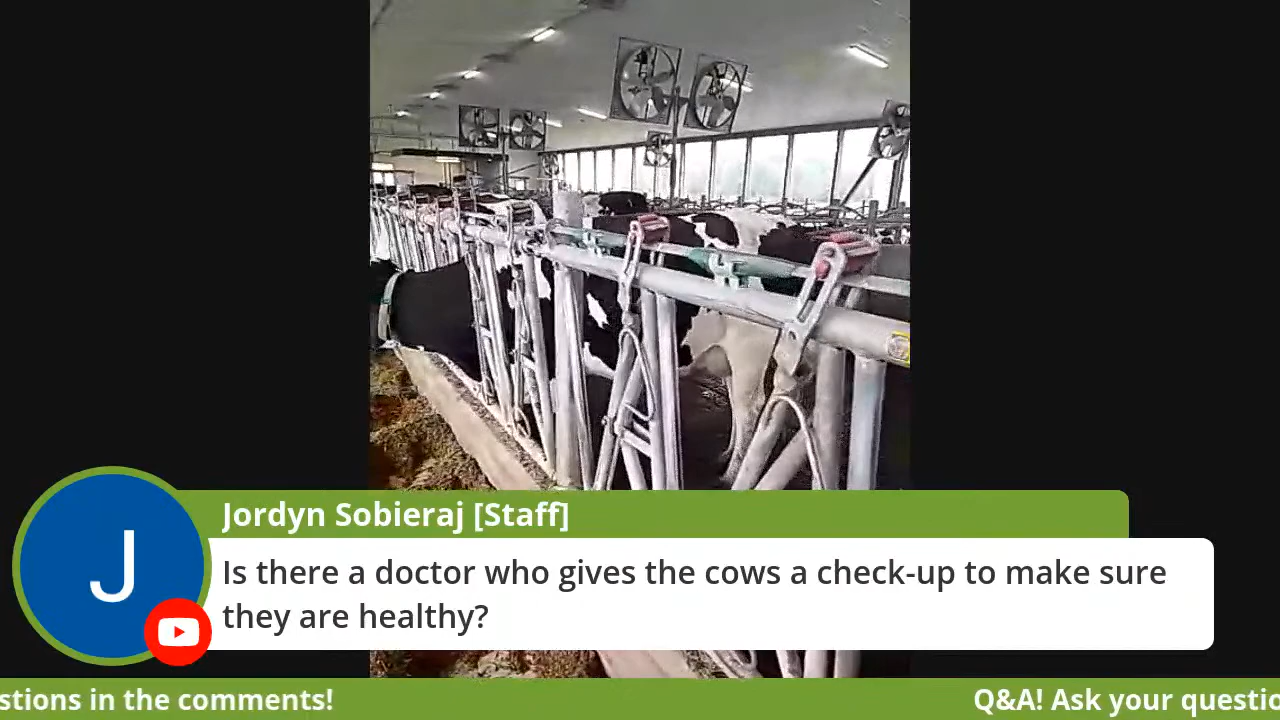 Jordyn Sobieraj [Staff]
J
Is there a doctor who gives the cows a check-up to make sure
they are healthy?
stions in the comments!
Q&A! Ask your questio